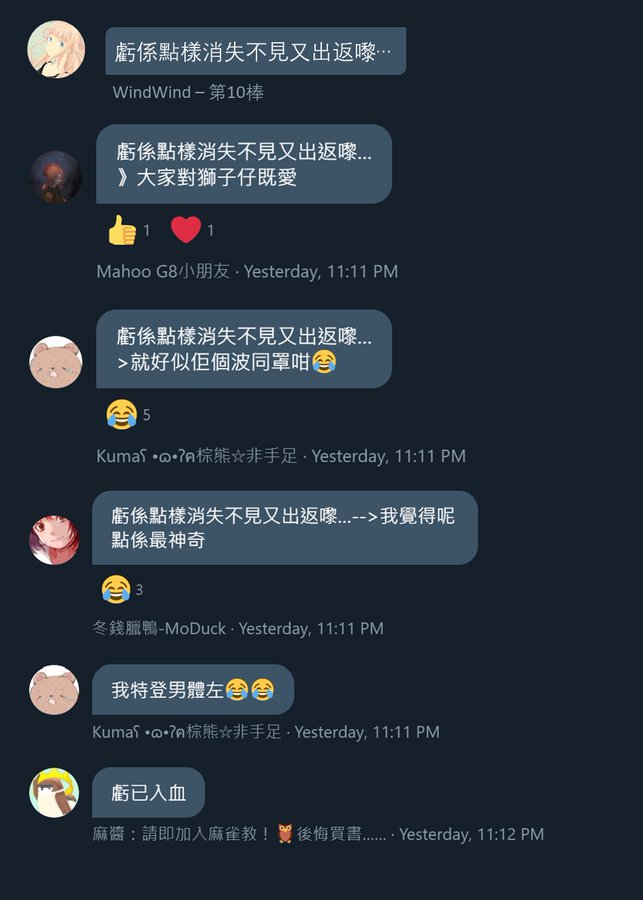 虧係點樣消失不見又出返嚟…
WindWind – 第10棒
虧係點樣消失不見又出返嚟...
》大家對獅子仔既愛
👍 1 ❤ 1
Mahoo G8小朋友 · Yesterday, 11:11 PM
虧係點樣消失不見又出返嚟...
>就好似佢個波同罩咁😂
😂 5
Kumaʕ •ɷ•ʔฅ棕熊☆非手足 · Yesterday, 11:11 PM
虧係點樣消失不見又出返嚟...-->我覺得呢
點係最神奇
😂 3
冬錢臘鴨-MoDuck · Yesterday, 11:11 PM
我特登男體左😂😂
Kumaʕ •ɷ•ʔฅ棕熊☆非手足 · Yesterday, 11:11 PM
虧已入血
麻醬：請即加入麻雀教！🦉後悔買書...... · Yesterday, 11:12 PM